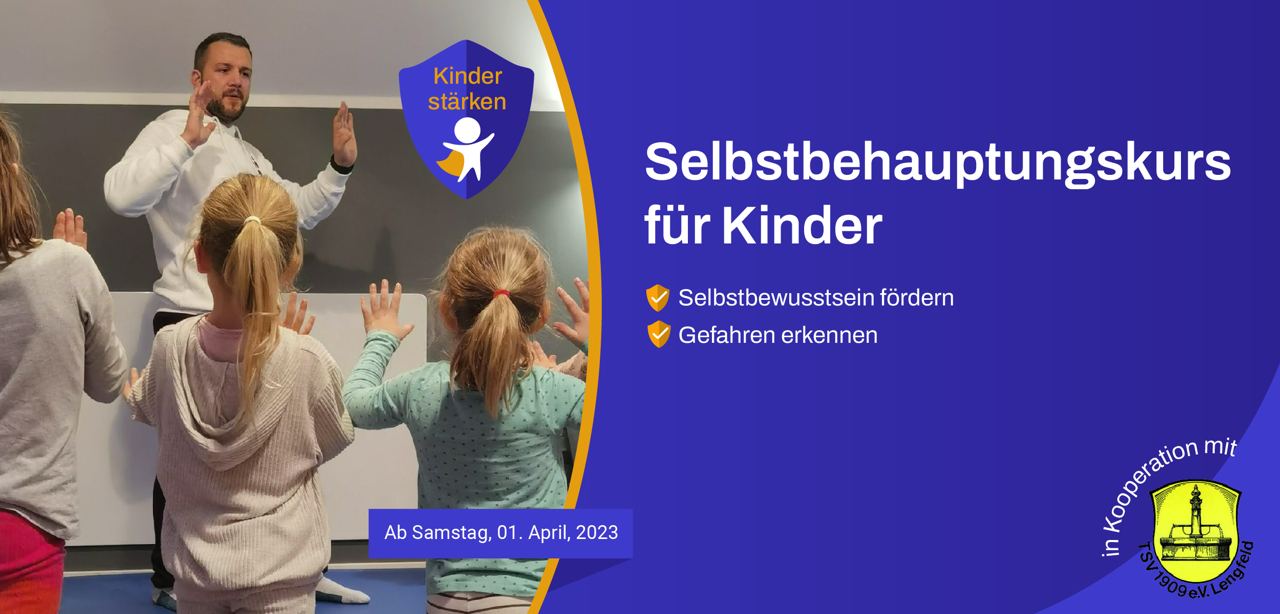 Kinder
stärken
Selbstbehauptungskurs
für Kinder
Selbstbewusstsein fördern
Gefahren erkennen
Ab Samstag, 01. April, 2023
in Kooperation mit
TSV 1909 e.V. Lengfeld